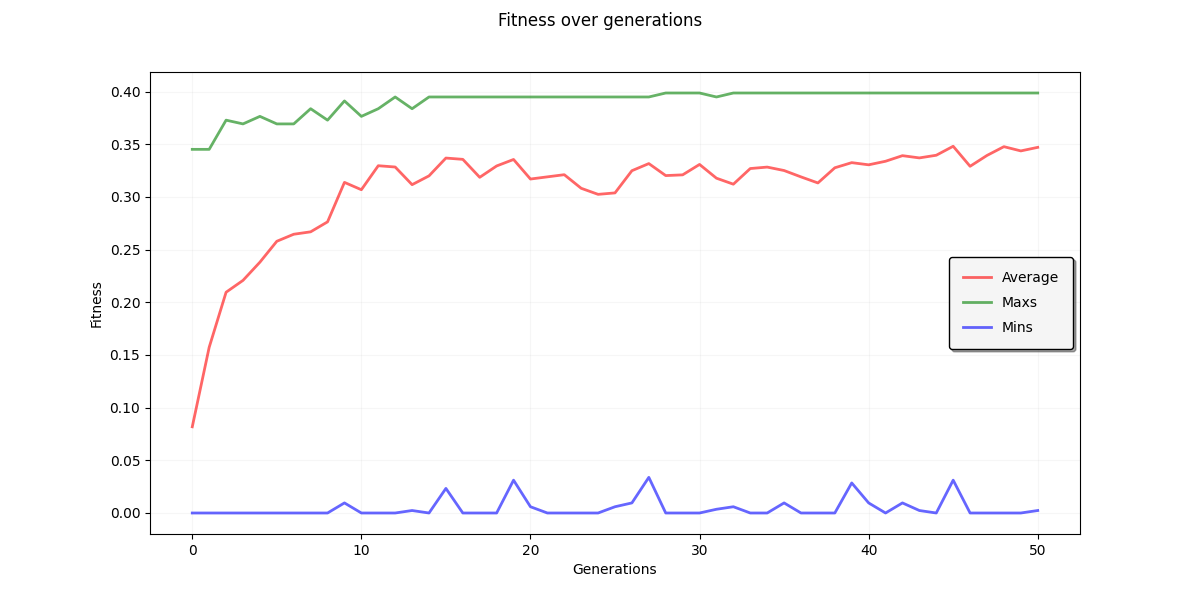 Fitness over generations
0.40
0.35
0.30
0.25
0.20
0.15
0.10
0.05
0.00
Fitness
Average
Maxs
Mins
0 10 20 30 40 50
Generations